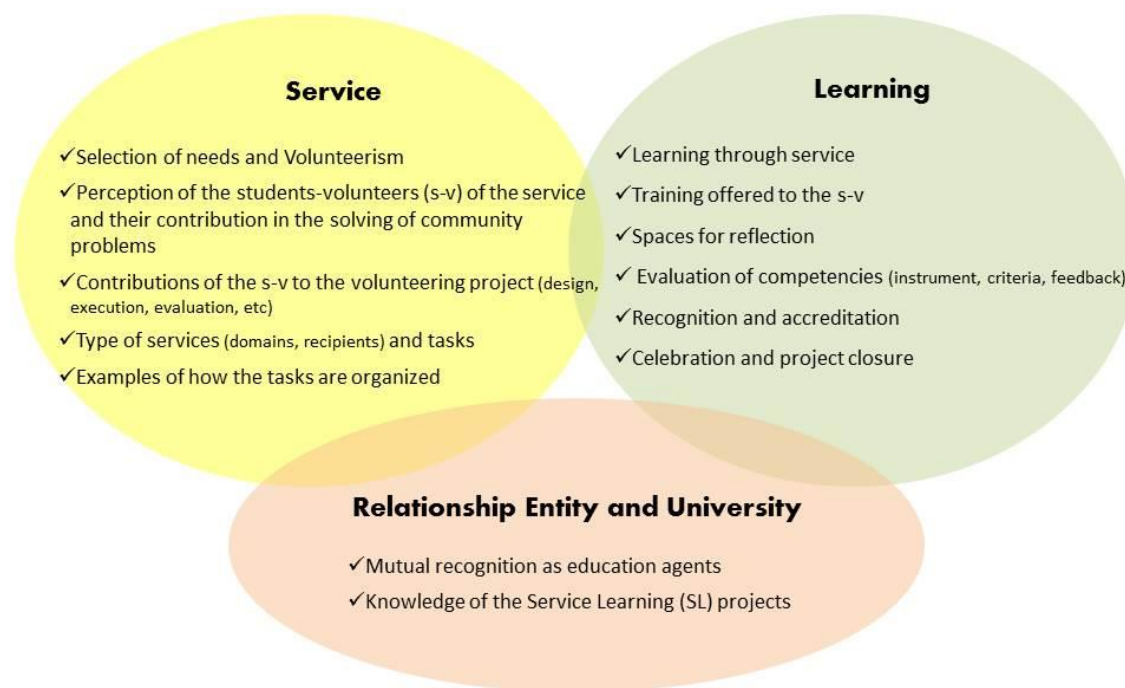 Service
✓Selection of needs and Volunteerism
✓Perception of the students-volunteers (s-v) of the service
and their contribution in the solving of community
problems
✓Contributions of the s-v to the volunteering project (design,
execution, evaluation, etc)
✓Type of services (domains, recipients) and tasks
✓Examples of how the tasks are organized
Learning
✓Learning through service
✓Training offered to the s-v
✓Spaces for reflection
✓ Evaluation of competencies (instrument, criteria, feedback)
✓Recognition and accreditation
✓Celebration and project closure
Relationship Entity and University
✓Mutual recognition as education agents
✓Knowledge of the Service Learning (SL) projects